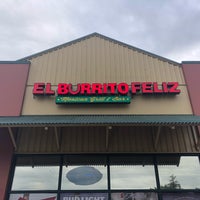 EL BURRITO FELIZ
Mexican Grill & Bar
BUD LIGHT